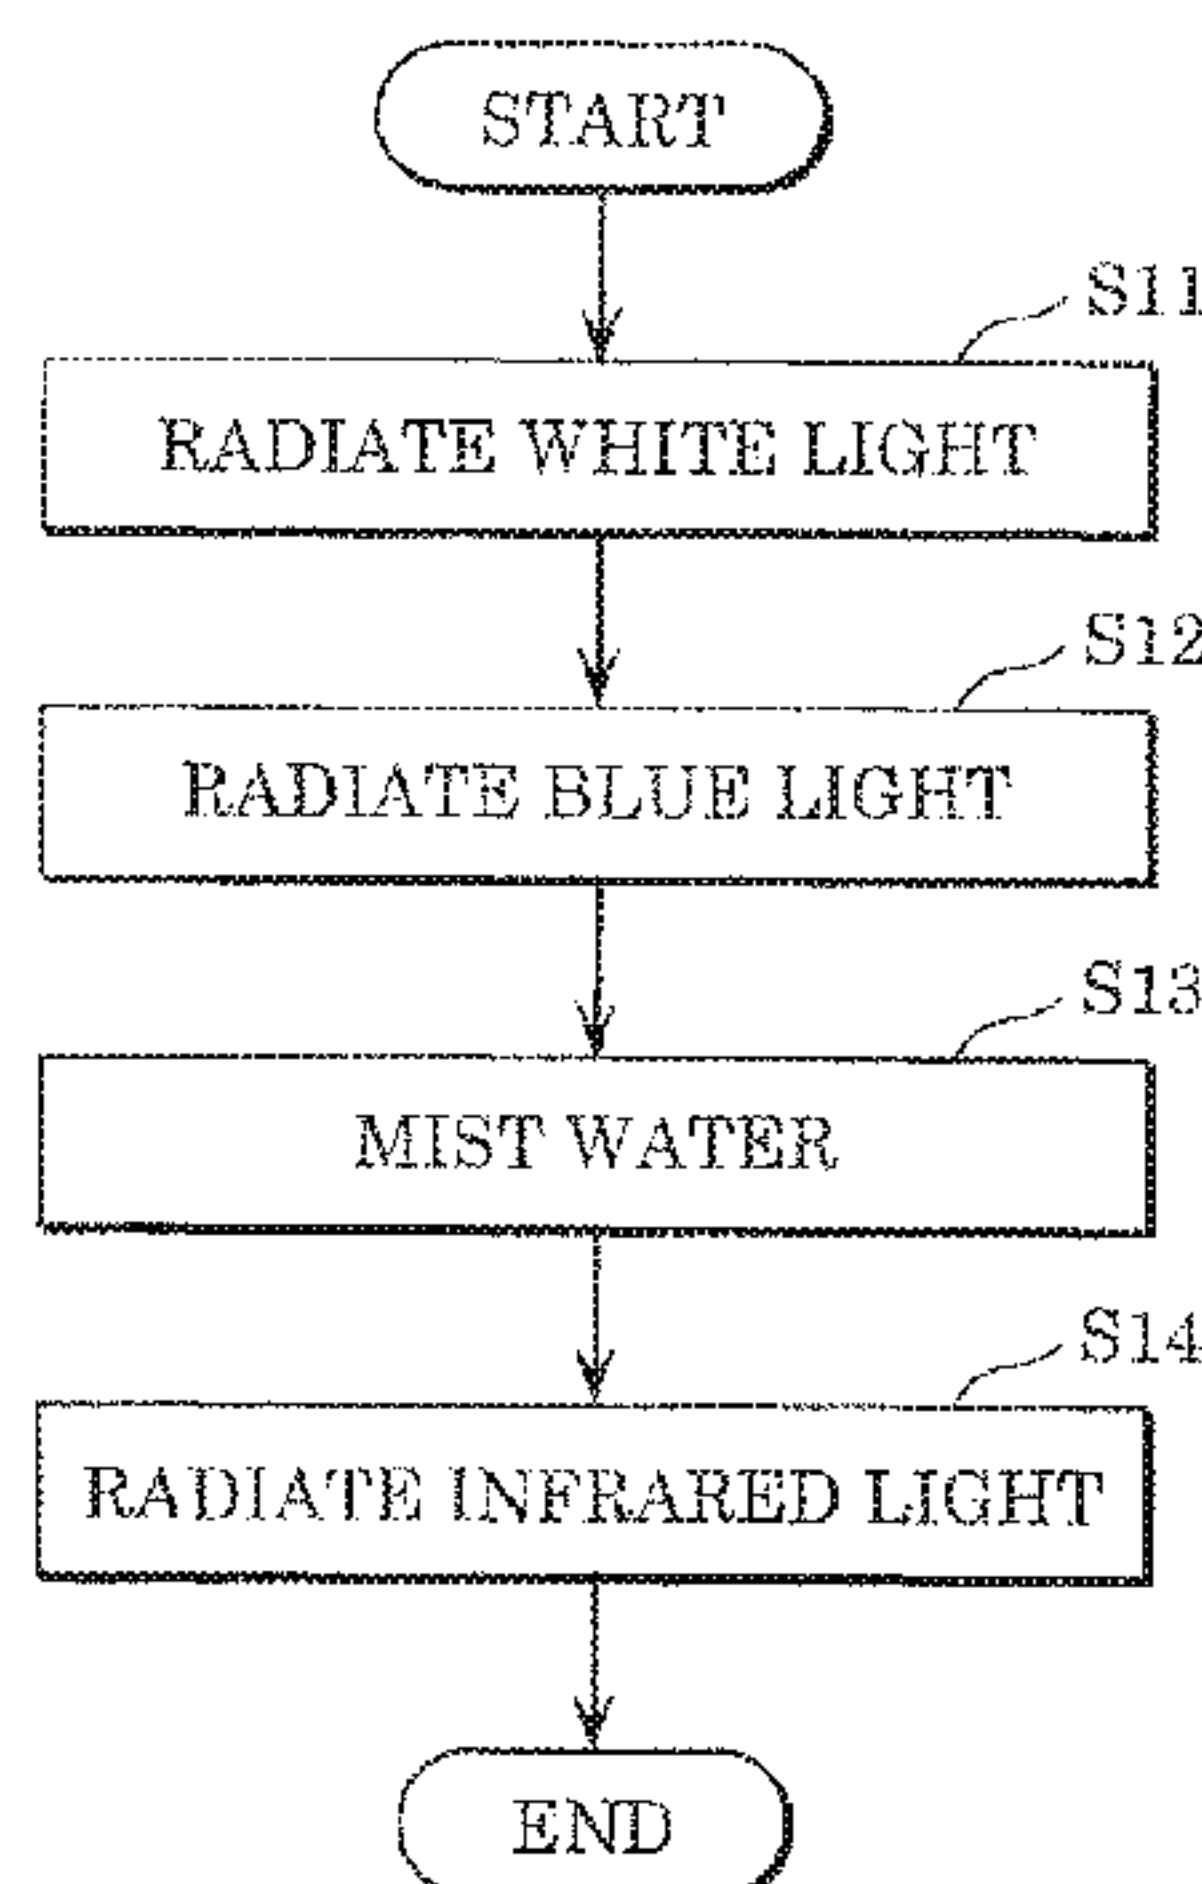 START
S11
RADIATE WHITE LIGHT
S12
RADIATE BLUE LIGHT
S13
MIST WATER
S14
RADIATE INFRARED LIGHT
END